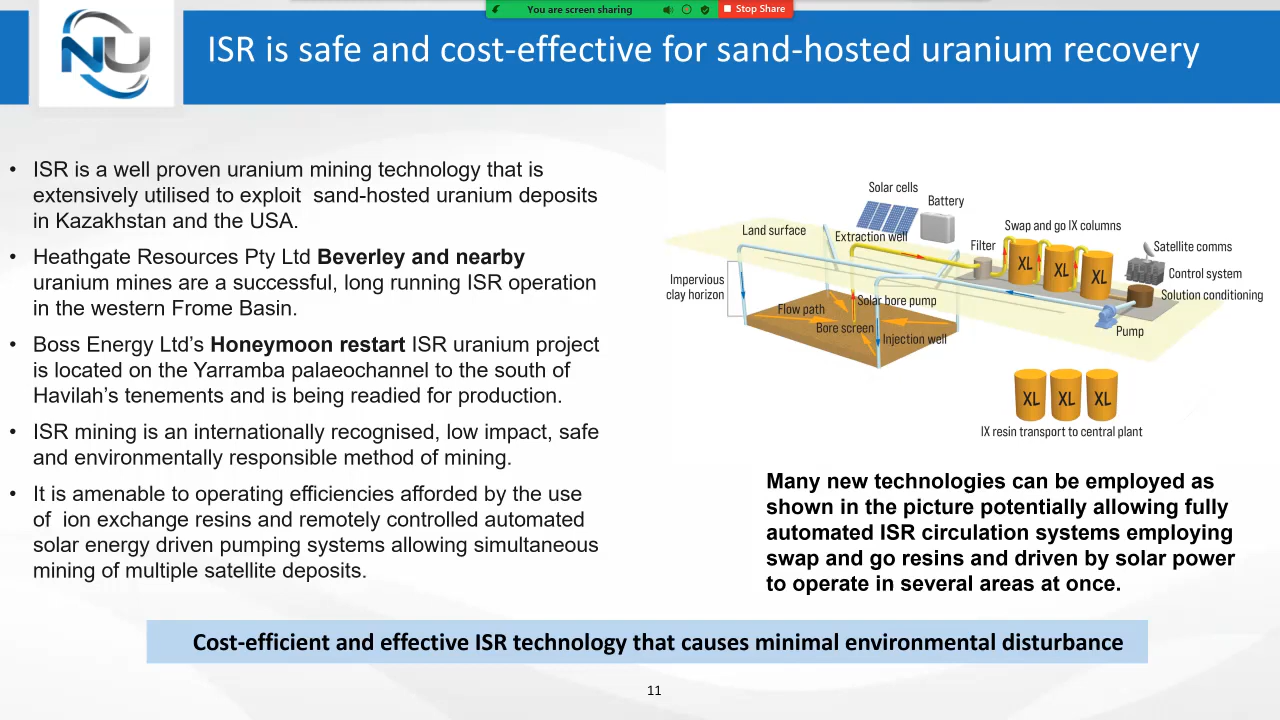 You are screen sharing
Stop Share
NU
ISR is safe and cost-effective for sand-hosted uranium recovery
• ISR is a well proven uranium mining technology that is
extensively utilised to exploit  sand-hosted uranium deposits
in Kazakhstan and the USA.
• Heathgate Resources Pty Ltd Beverley and nearby
uranium mines are a successful, long running ISR operation
in the western Frome Basin.
• Boss Energy Ltd’s Honeymoon restart ISR uranium project
is located on the Yarramba palaeochannel to the south of
Havilah’s tenements and is being readied for production.
• ISR mining is an internationally recognised, low impact, safe
and environmentally responsible method of mining.
• It is amenable to operating efficiencies afforded by the use
of  ion exchange resins and remotely controlled automated
solar energy driven pumping systems allowing simultaneous
mining of multiple satellite deposits.
Solar cells
Battery
Land surface
Extraction well
Swap and go IX columns
Filter
Satellite comms
XL
XL
XL
Control system
Impervious
clay horizon
Solution conditioning
Solar bore pump
Flow path
Bore screen
Injection well
Pump
XL
XL
XL
IX resin transport to central plant
Many new technologies can be employed as
shown in the picture potentially allowing fully
automated ISR circulation systems employing
swap and go resins and driven by solar power
to operate in several areas at once.
Cost-efficient and effective ISR technology that causes minimal environmental disturbance
11